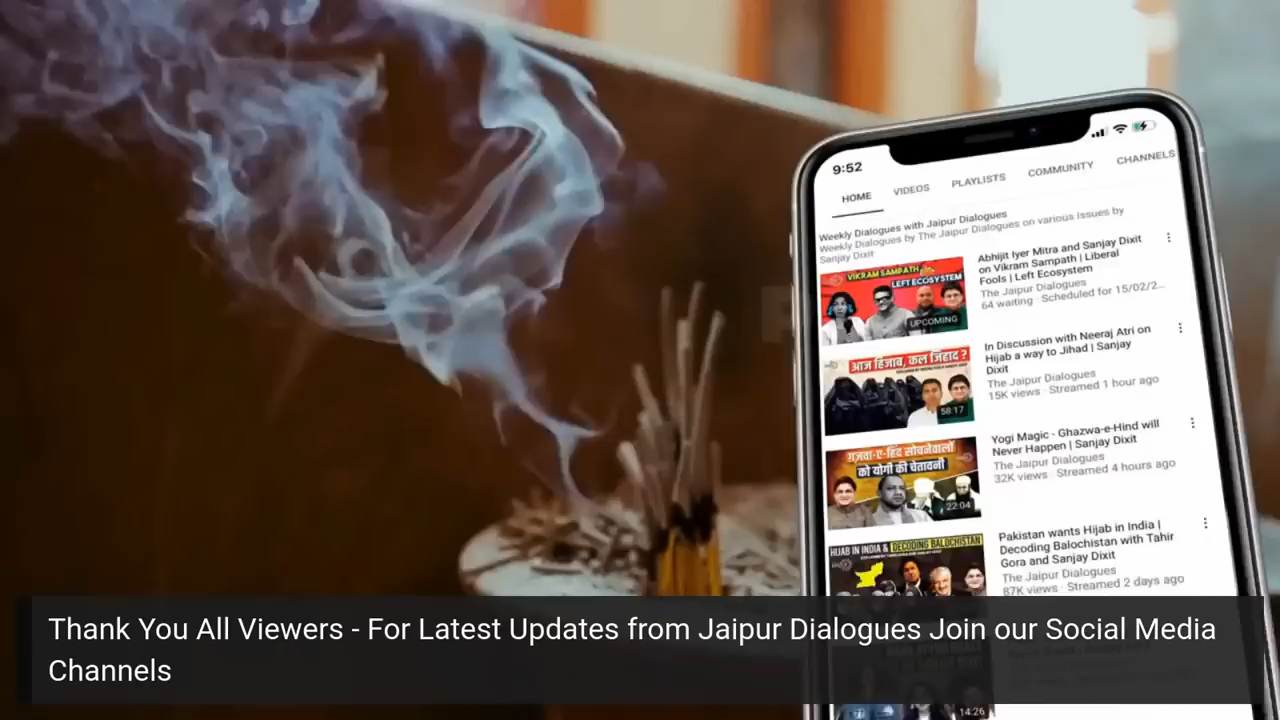 9:52
HOME VIDEOS PLAYLISTS COMMUNITY CHANNELS
Weekly Dialogues with Jaipur Dialogues
Weekly Dialogues by The Jaipur Dialogues on various Issues by
Sanjay Dixit
VIKRAM SAMPATH
LEFT ECOSYSTEM
UPCOMING
Abhijit Iyer Mitra and Sanjay Dixit
on Vikram Sampath | Liberal
Fools | Left Ecosystem
The Jaipur Dialogues
64 waiting · Scheduled for 15/02/2...
आज हिजाब, कल जिहाद ?
58:17
In Discussion with Neeraj Atri on
Hijab a way to Jihad | Sanjay
Dixit
The Jaipur Dialogues
15K views · Streamed 1 hour ago
ग़ज़वा-ए-हिंद सोचनेवालों
को योगी की चेतावनी
22:04
Yogi Magic - Ghazwa-e-Hind will
Never Happen | Sanjay Dixit
The Jaipur Dialogues
32K views · Streamed 4 hours ago
HIJAB IN INDIA & DECODING BALOCHISTAN
Pakistan wants Hijab in India |
Decoding Balochistan with Tahir
Gora and Sanjay Dixit
The Jaipur Dialogues
87K views · Streamed 2 days ago
Thank You All Viewers - For Latest Updates from Jaipur Dialogues Join our Social Media
Channels
14:26